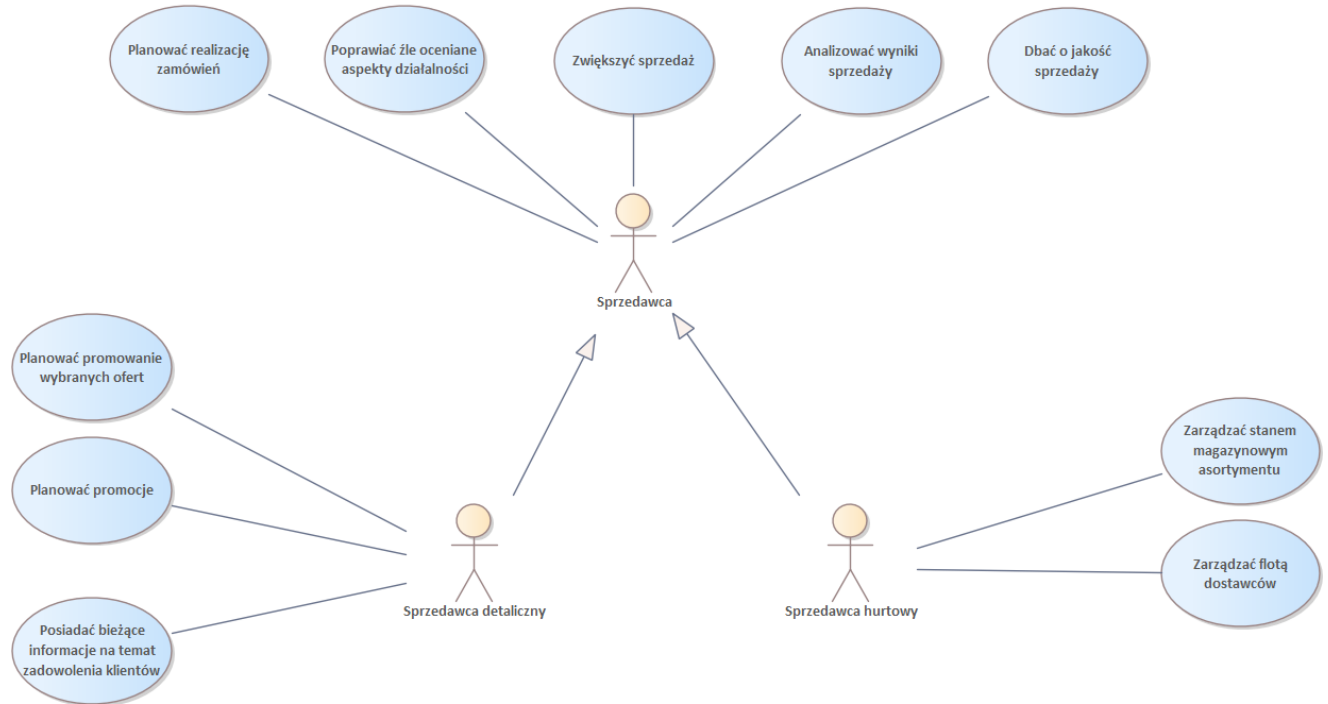 Planować realizację
zamówień
Poprawiać źle oceniane
aspekty działalności
Zwiększyć sprzedaż
Analizować wyniki
sprzedaży
Dbać o jakość
sprzedaży
Sprzedawca
Planować promowanie
wybranych ofert
Planować promocje
Posiadać bieżące
informacje na temat
zadowolenia klientów
Sprzedawca detaliczny
Sprzedawca hurtowy
Zarządzać stanem
magazynowym
asortymentu
Zarządzać flotą
dostawców